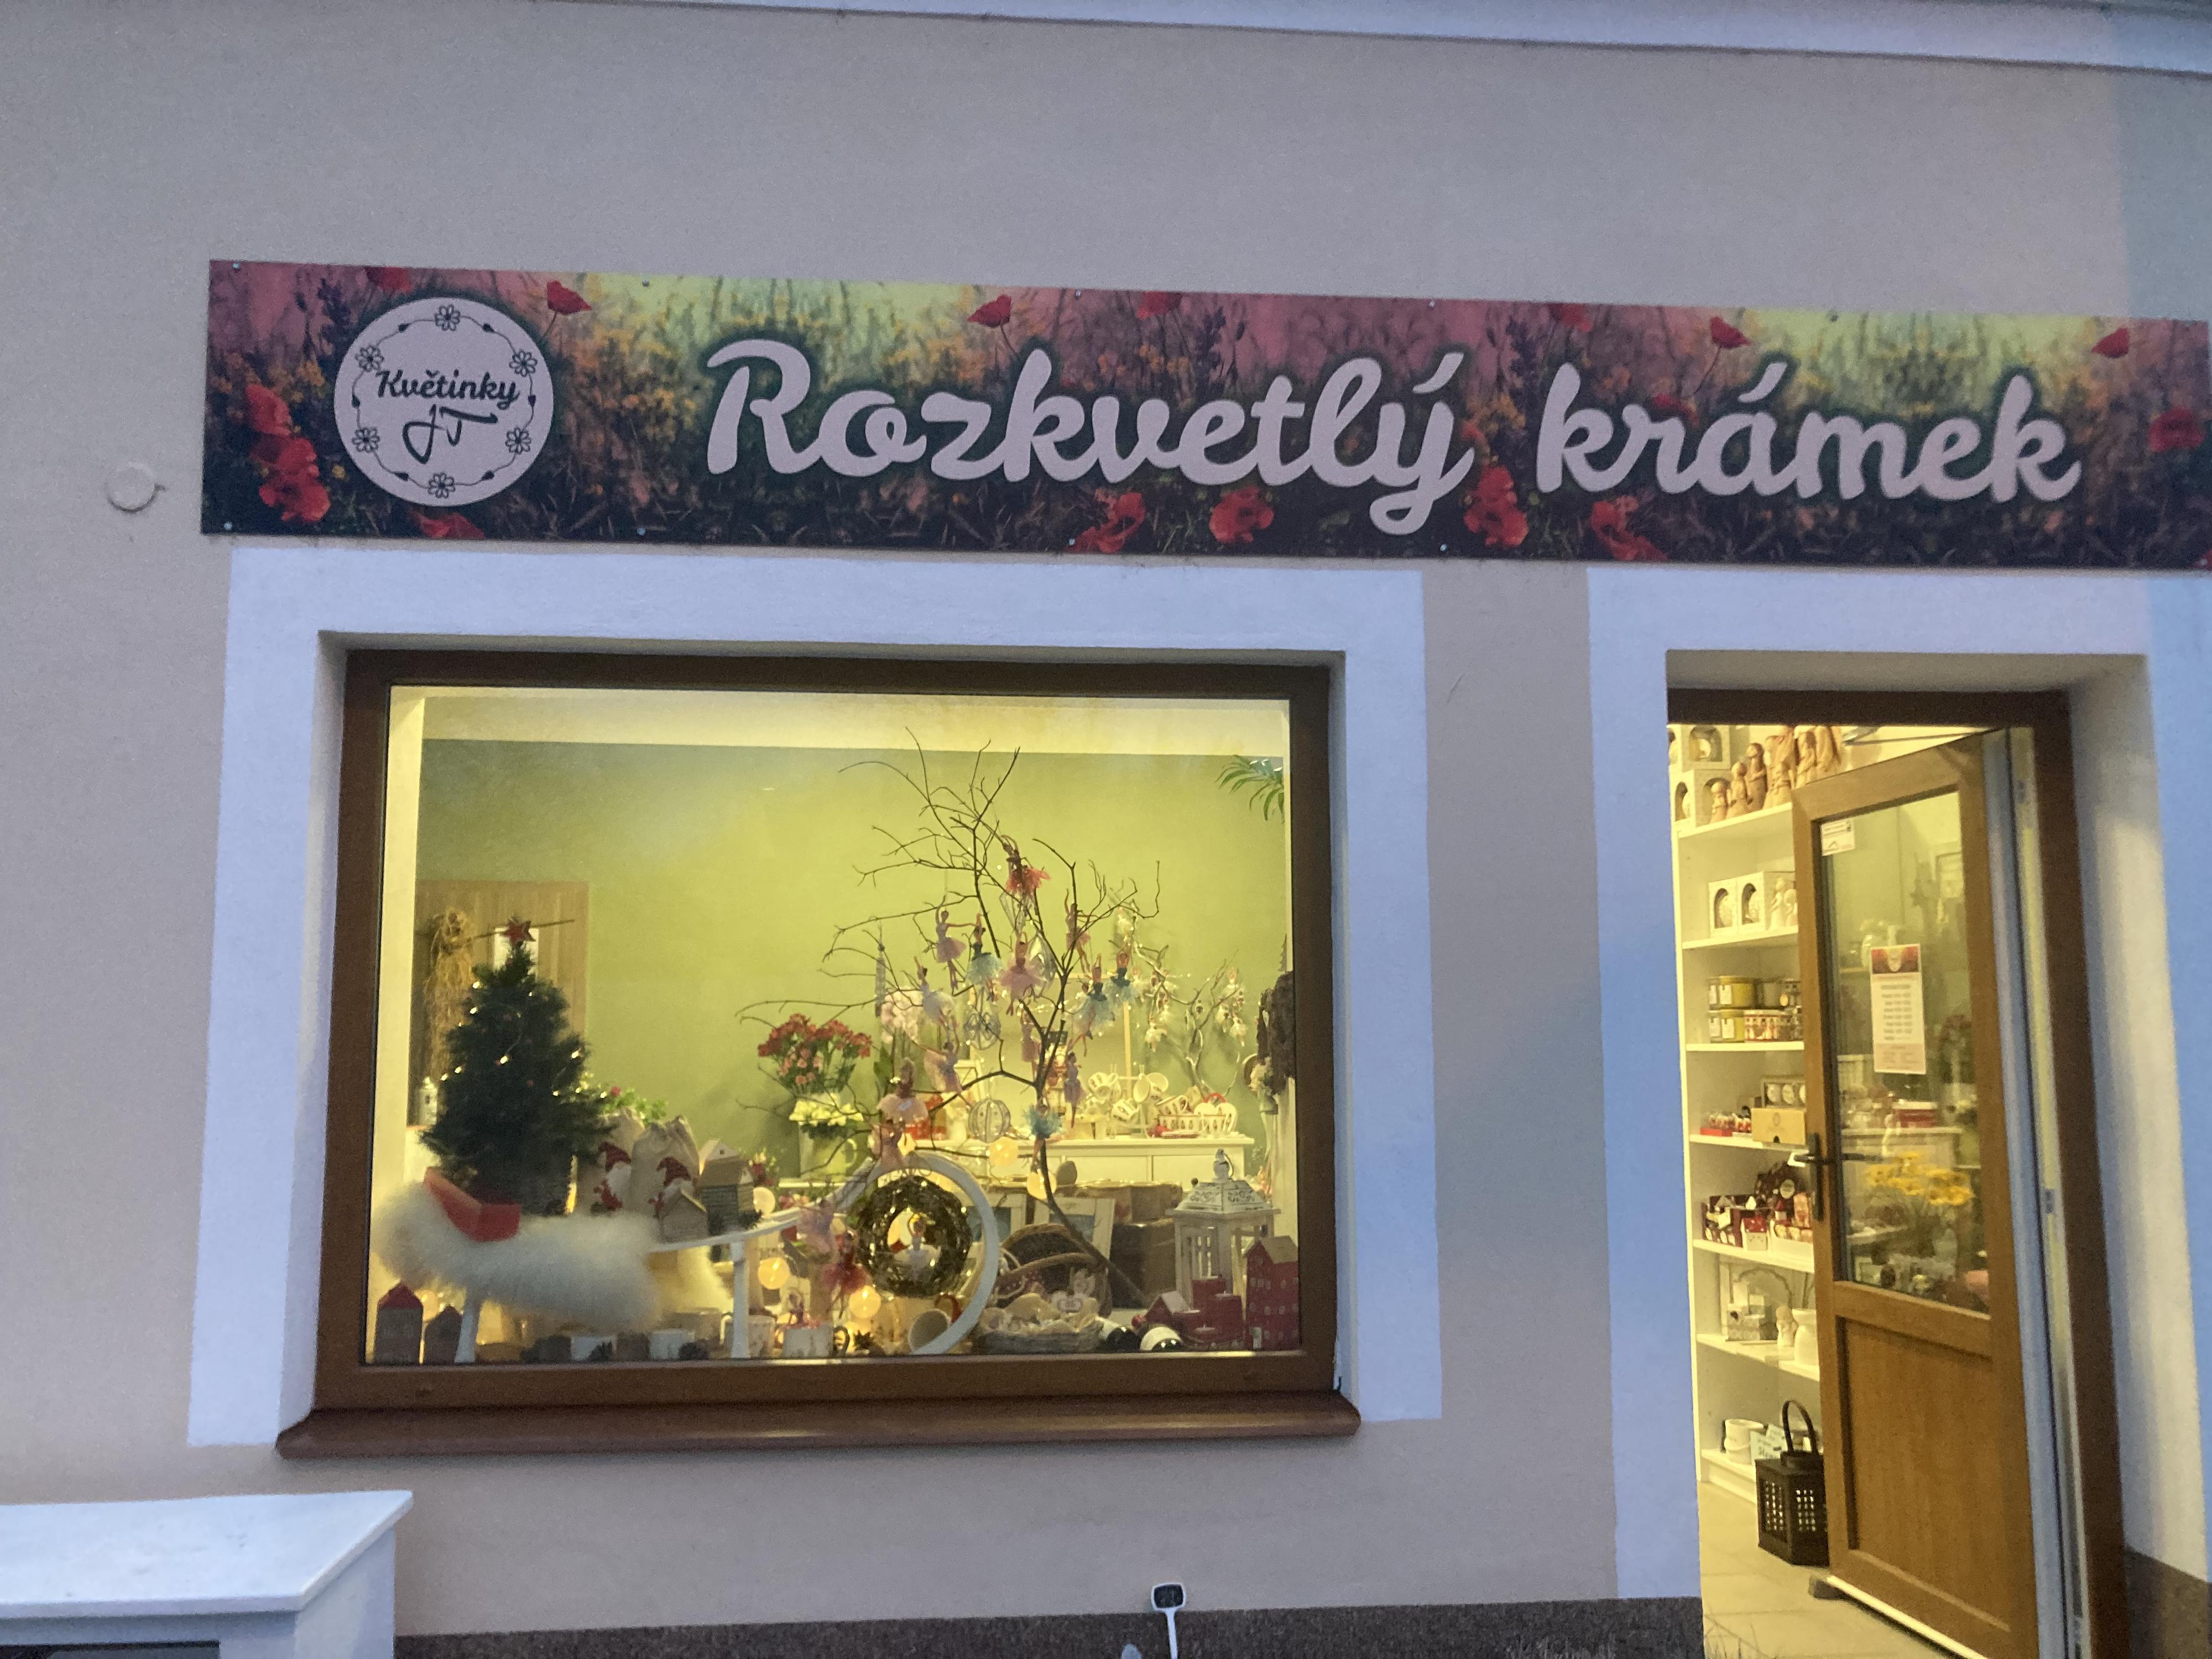 Květinky
JT
Rozkvetlý krámek